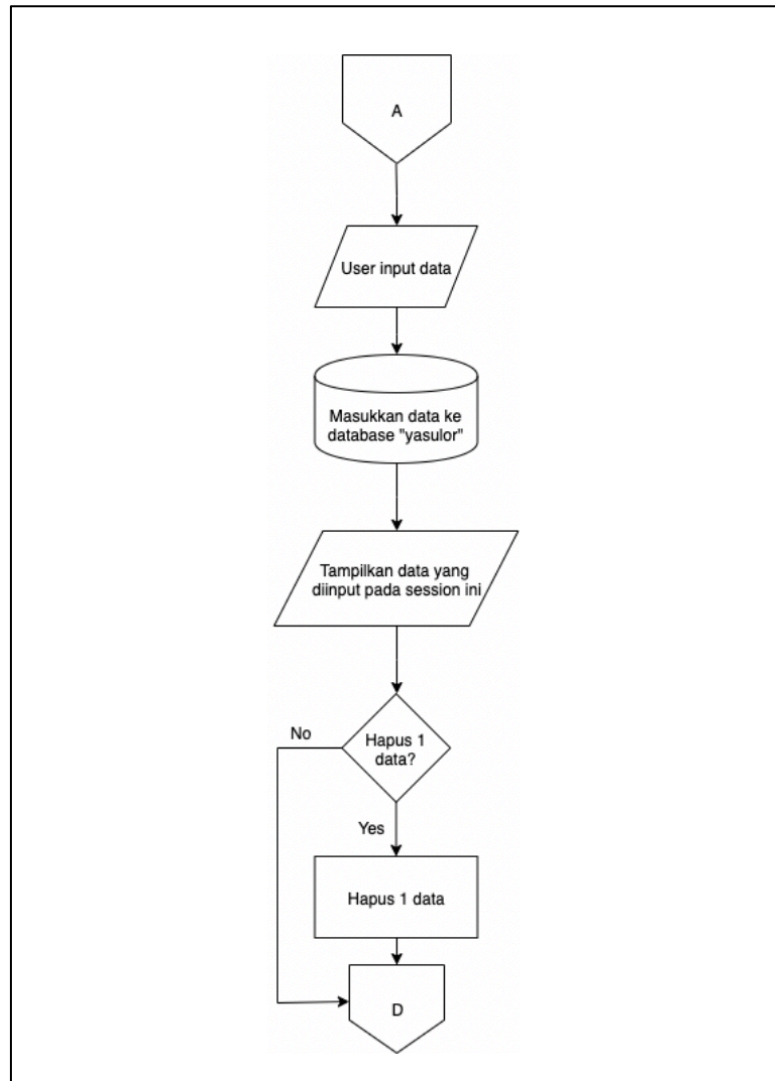 A
User input data
Masukkan data ke
database "yasulor"
Tampilkan data yang
diinput pada session ini
No
Hapus 1
data?
Yes
Hapus 1 data
D